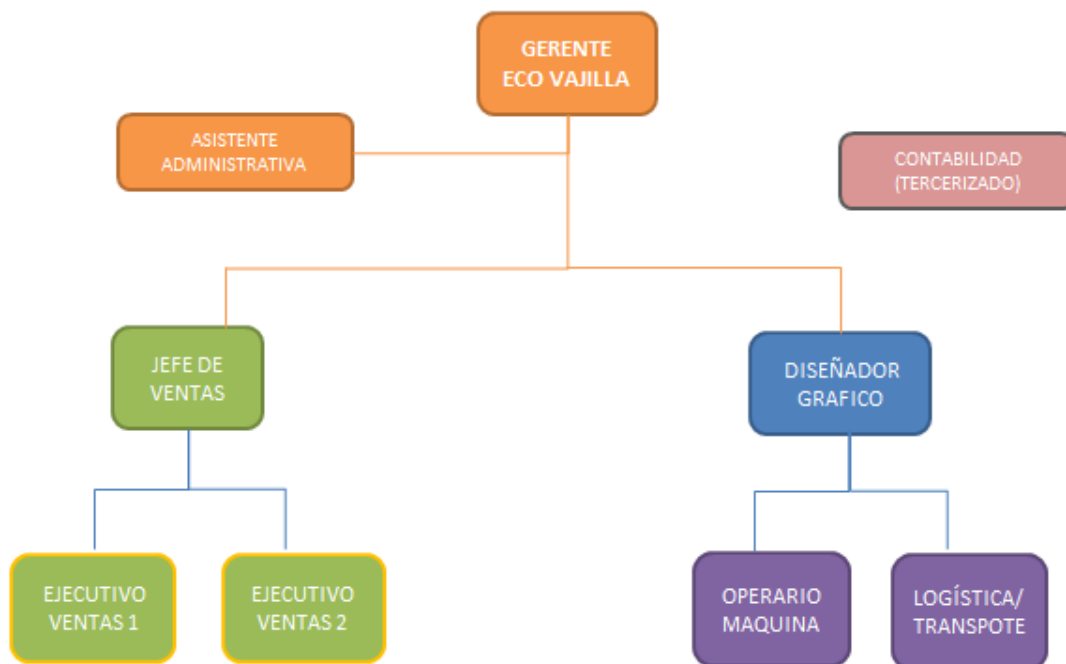 GERENTE
ECO VAJILLA
ASISTENTE
ADMINISTRATIVA
CONTABILIDAD
(TERCERIZADO)
JEFE DE
VENTAS
DISEÑADOR
GRAFICO
EJECUTIVO
VENTAS 1
EJECUTIVO
VENTAS 2
OPERARIO
MAQUINA
LOGÍSTICA/
TRANSPOTE